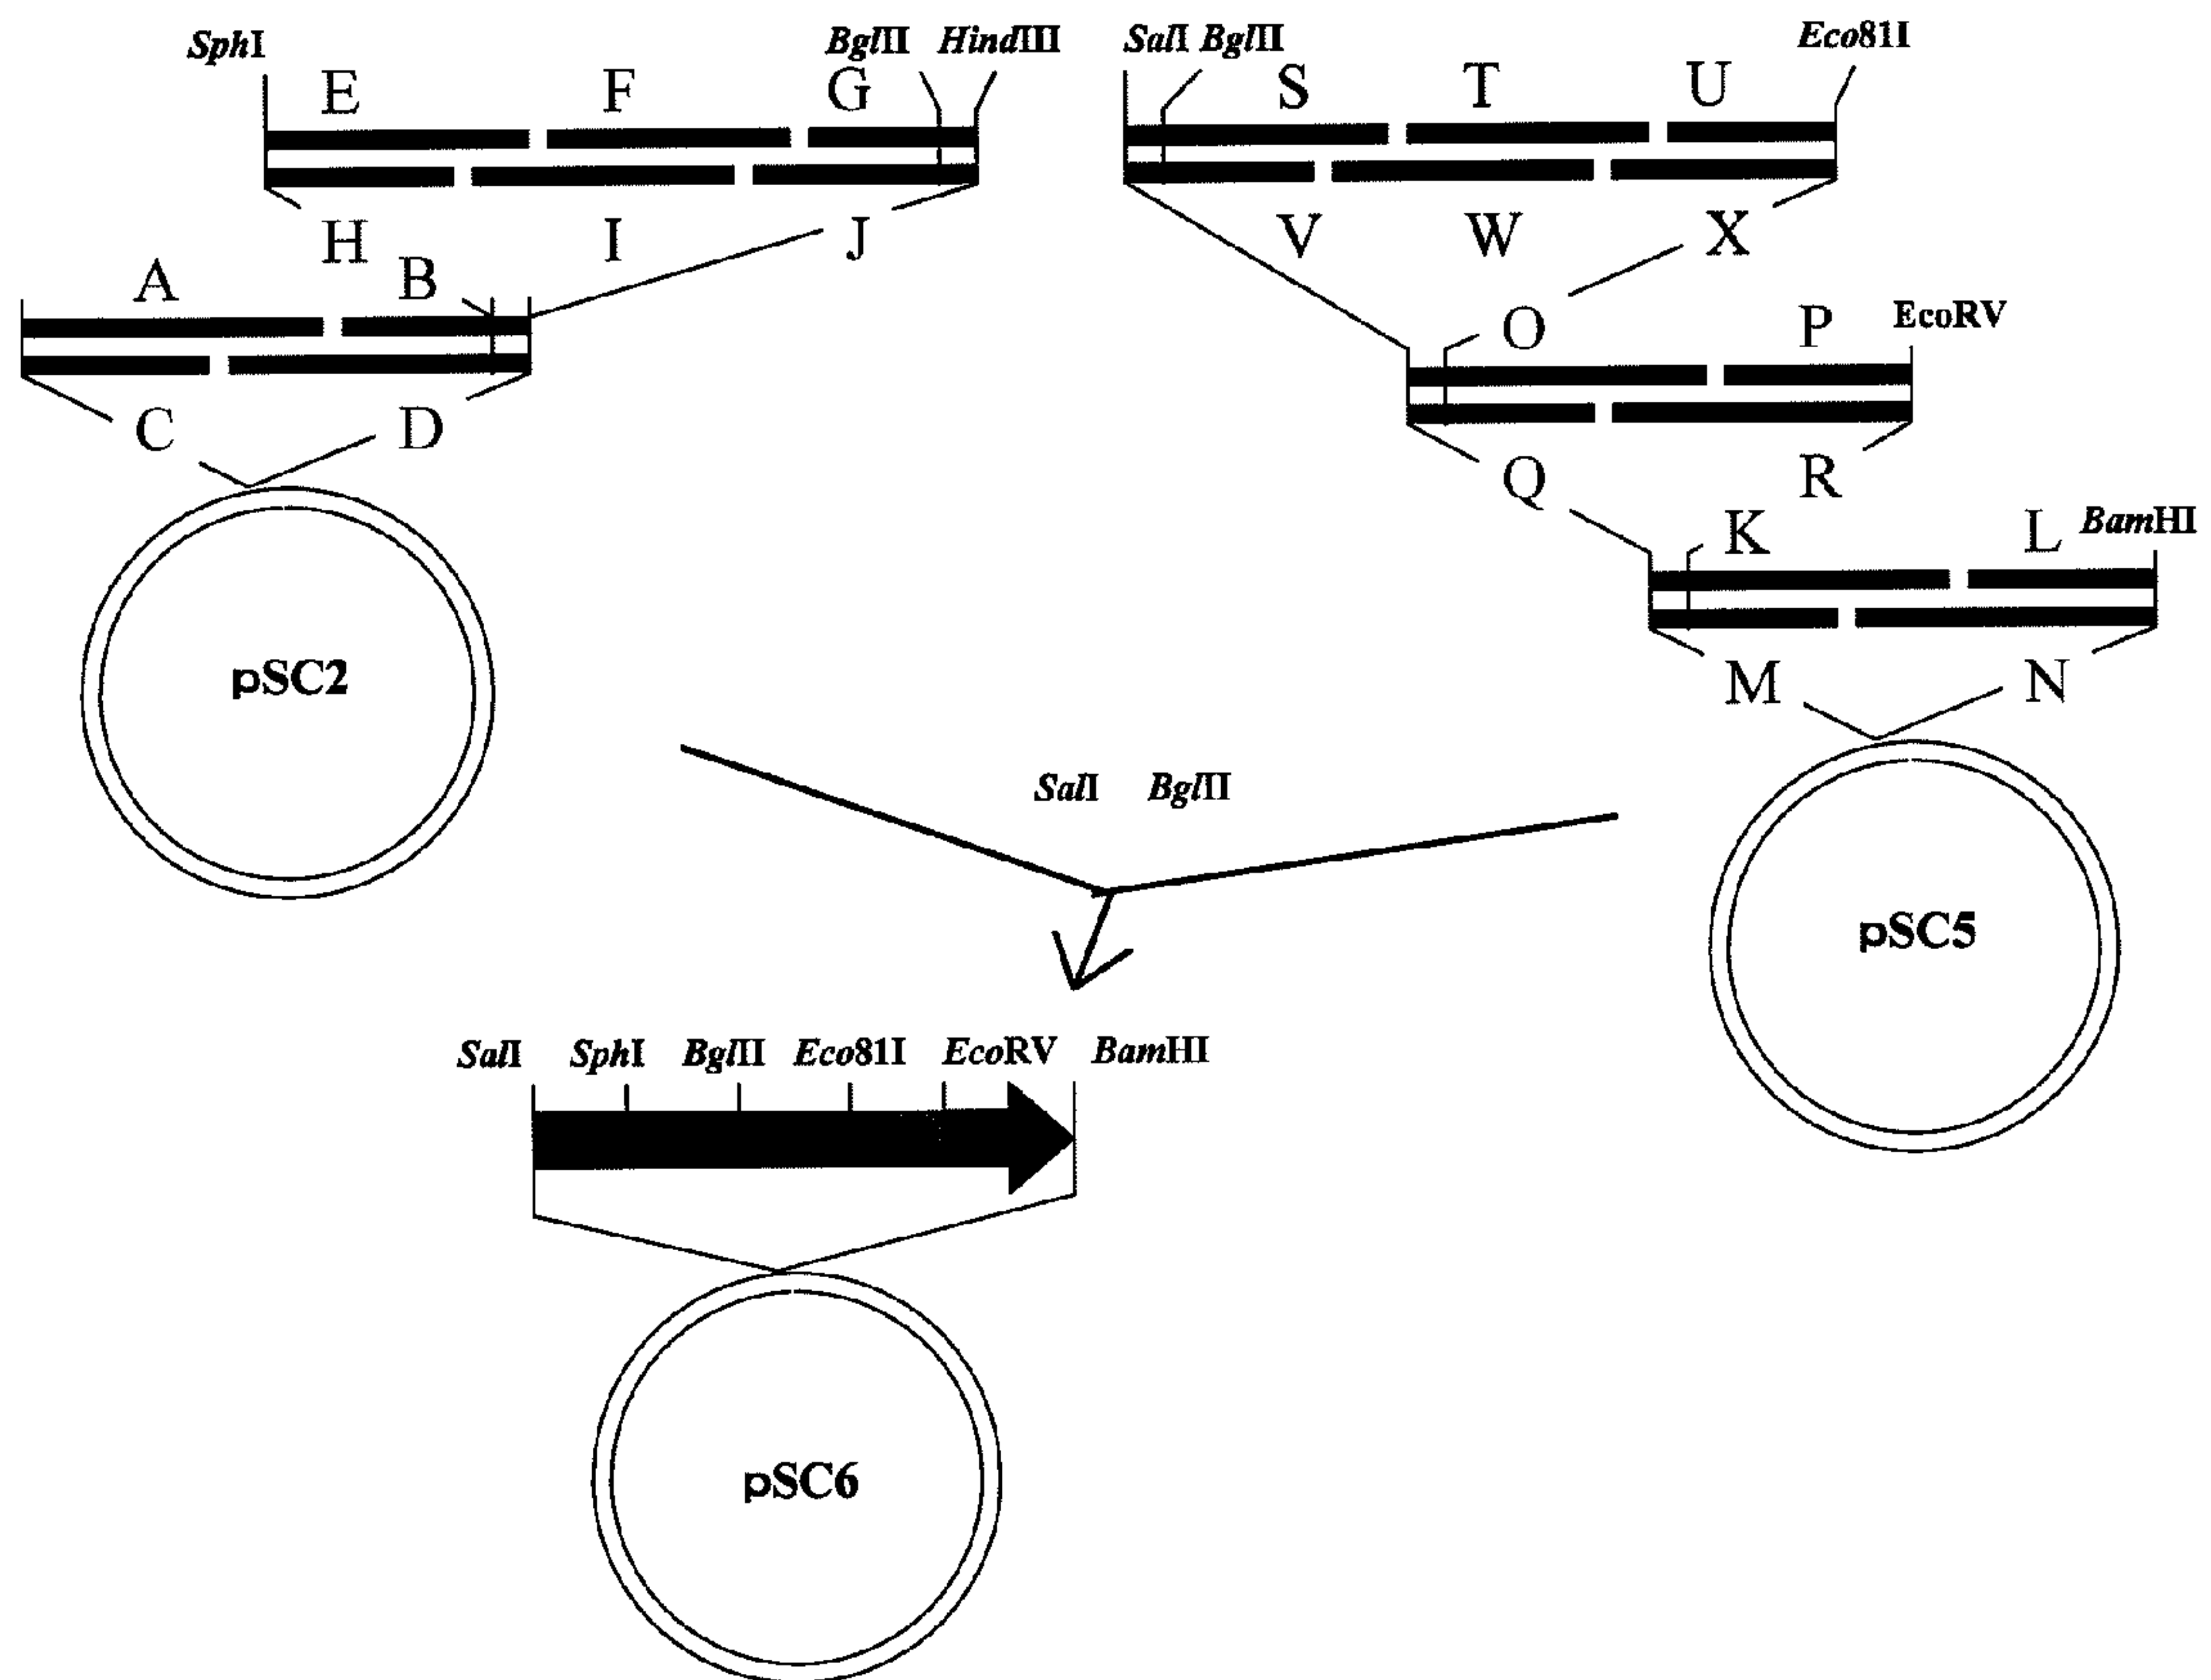 SphI BglII HindIII SalI BglII Eco81I
E F G S T U
H I J V W X
A B O P EcoRV
C D Q R
K L BamHI
M N
pSC2
SalI BglII
pSC5
SalI SphI BglII Eco81I EcoRV BamHI
pSC6